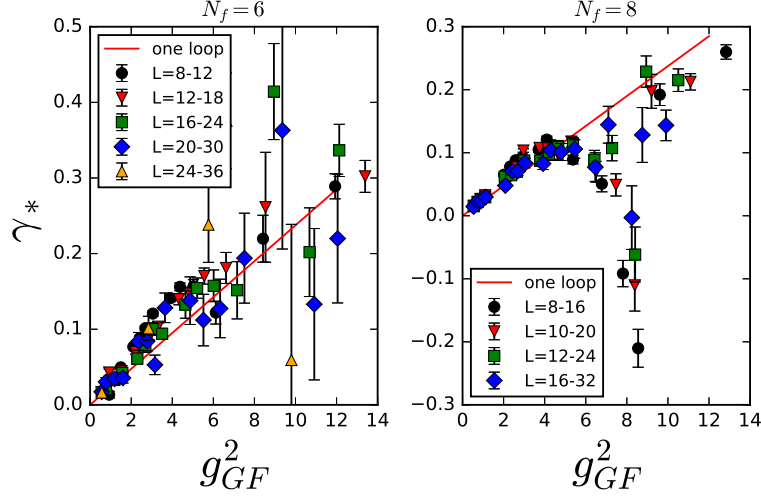 N_f = 6
0.5
0.4
0.3
0.2
0.1
0.0
γ*
one loop
L=8-12
L=12-18
L=16-24
L=20-30
L=24-36
0 2 4 6 8 10 12 14
g²_GF
N_f = 8
0.3
0.2
0.1
0.0
−0.1
−0.2
−0.3
one loop
L=8-16
L=10-20
L=12-24
L=16-32
0 2 4 6 8 10 12 14
g²_GF